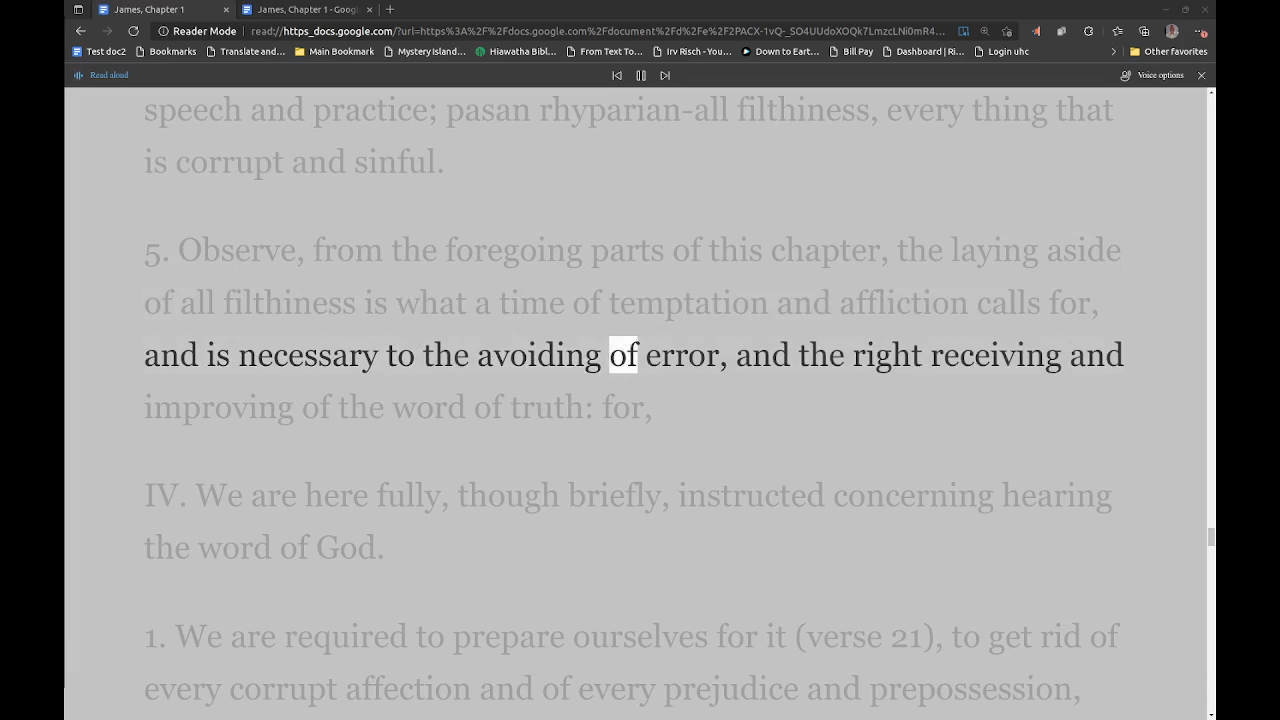 James, Chapter 1
James, Chapter 1 - Googl
Reader Mode
read://https_docs.google.com/?url=https%3A%2F%2Fdocs.google.com%2Fdocument%2Fd%2Fe%2F2PACX-1vQ-_SO4UUdoXOQk7LmzcLNi0mR4...
Test doc2
Bookmarks
Translate and...
Main Bookmark
Mystery Island...
Hiawatha Bibl...
From Text To...
Irv Risch - You...
Down to Eart...
Bill Pay
Dashboard | Ri...
Login uhc
Other favorites
Read aloud
Voice options
speech and practice; pasan rhyparian-all filthiness, every thing that
is corrupt and sinful.
5. Observe, from the foregoing parts of this chapter, the laying aside
of all filthiness is what a time of temptation and affliction calls for,
and is necessary to the avoiding of error, and the right receiving and
improving of the word of truth: for,
IV. We are here fully, though briefly, instructed concerning hearing
the word of God.
1. We are required to prepare ourselves for it (verse 21), to get rid of
every corrupt affection and of every prejudice and prepossession,